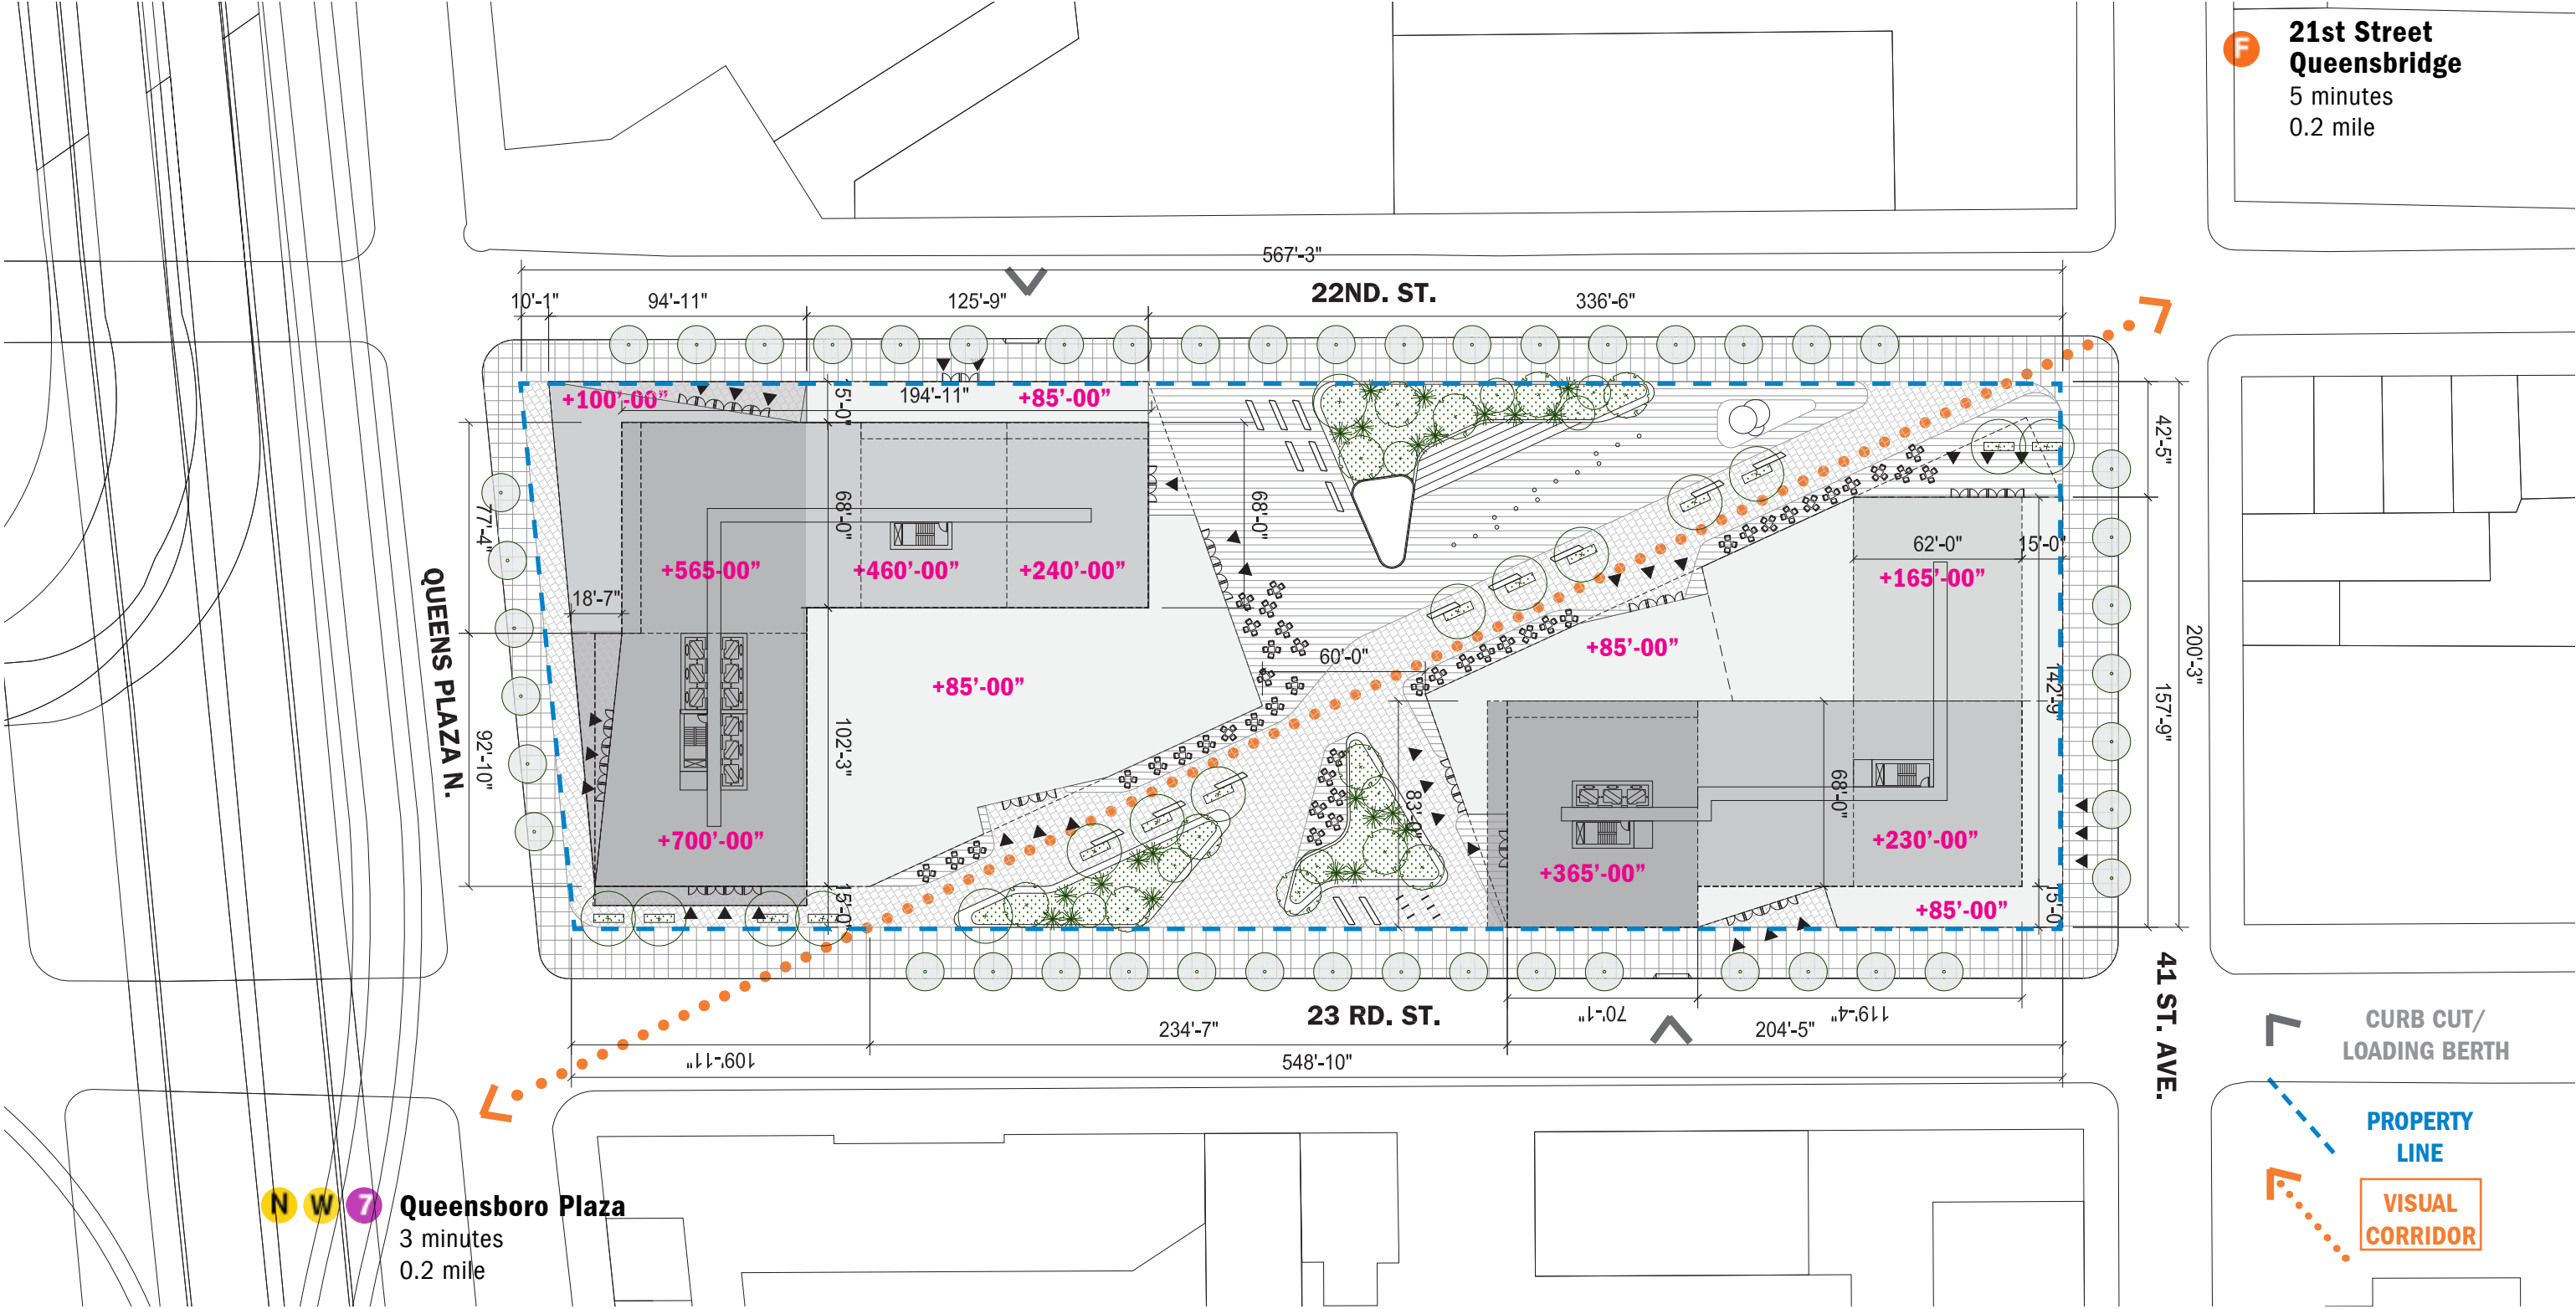 F
21st Street
Queensbridge
5 minutes
0.2 mile
567'-3"
22ND. ST.
10'-1"
94'-11"
125'-9"
336'-6"
+100'-00"
15'-0"
194'-11"
+85'-00"
42'-5"
77'-4"
68'-0"
68'-0"
62'-0"
15'-0"
+565-00"
+460'-00"
+240'-00"
+165'-00"
18'-7"
QUEENS PLAZA N.
+85'-00"
60'-0"
+85'-00"
200'-3"
142'-9"
157'-9"
92'-10"
102'-3"
83'-0"
68'-0"
+700'-00"
+365'-00"
+230'-00"
15'-0"
+85'-00"
15'-0"
23 RD. ST.
70'-1"
119'-4"
41 ST. AVE.
234'-7"
204'-5"
109'-11"
548'-10"
CURB CUT/
LOADING BERTH
PROPERTY
LINE
VISUAL
CORRIDOR
N W 7 Queensboro Plaza
3 minutes
0.2 mile